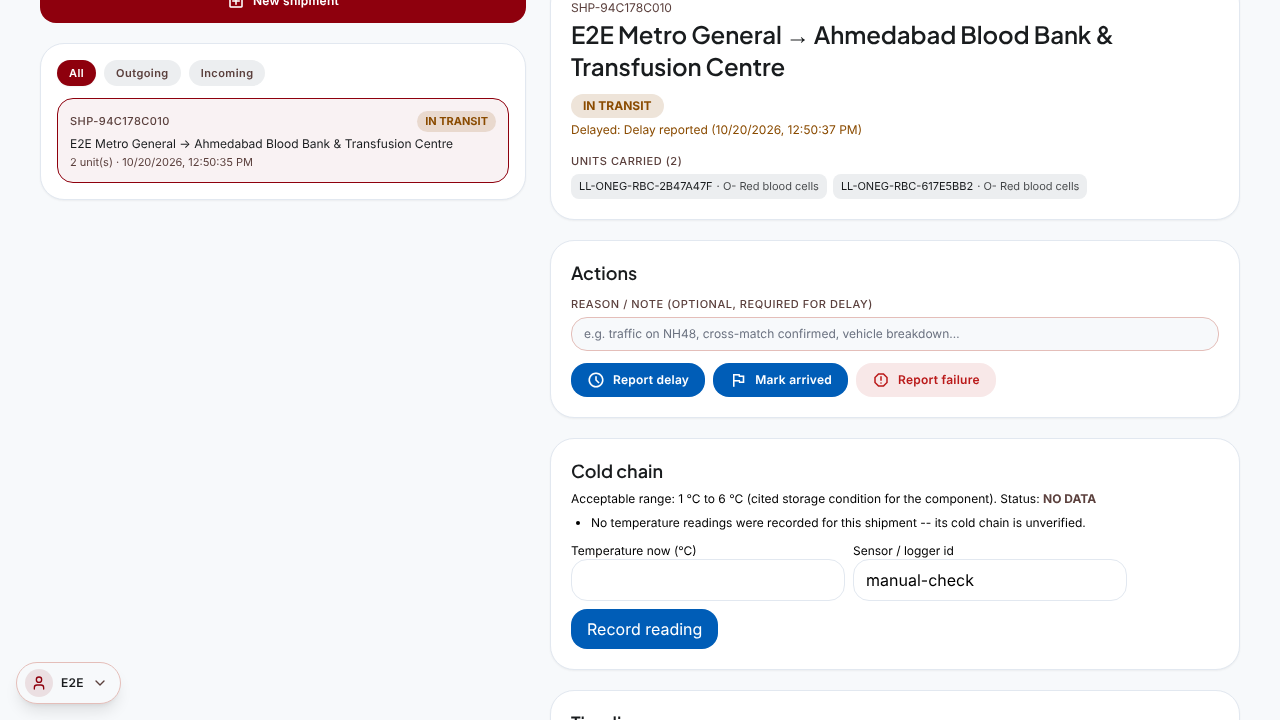 New shipment
All
Outgoing
Incoming
SHP-94C178C010
IN TRANSIT
E2E Metro General → Ahmedabad Blood Bank & Transfusion Centre
2 unit(s) · 10/20/2026, 12:50:35 PM
SHP-94C178C010
E2E Metro General → Ahmedabad Blood Bank &
Transfusion Centre
IN TRANSIT
Delayed: Delay reported (10/20/2026, 12:50:37 PM)
UNITS CARRIED (2)
LL-ONEG-RBC-2B47A47F · O- Red blood cells
LL-ONEG-RBC-617E5BB2 · O- Red blood cells
Actions
REASON / NOTE (OPTIONAL, REQUIRED FOR DELAY)
e.g. traffic on NH48, cross-match confirmed, vehicle breakdown...
Report delay
Mark arrived
Report failure
Cold chain
Acceptable range: 1 °C to 6 °C (cited storage condition for the component). Status: NO DATA
• No temperature readings were recorded for this shipment -- its cold chain is unverified.
Temperature now (°C)
Sensor / logger id
manual-check
Record reading
E2E